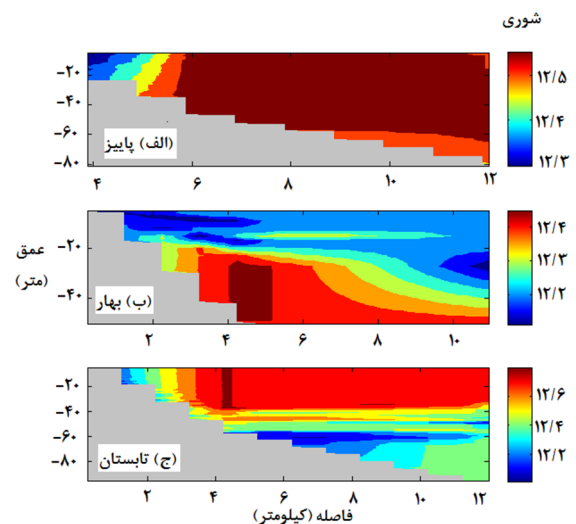 شوری
-۲۰
-۴۰
-۶۰
-۸۰
(الف) پاییز
۱۲/۵
۱۲/۴
۱۲/۳
۴ ۶ ۸ ۱۰ ۱۲
عمق
(متر)
-۲۰
-۴۰
(ب) بهار
۱۲/۴
۱۲/۳
۱۲/۲
۲ ۴ ۶ ۸ ۱۰
-۲۰
-۴۰
-۶۰
-۸۰
(ج) تابستان
۱۲/۶
۱۲/۴
۱۲/۲
۲ ۴ ۶ ۸ ۱۰ ۱۲
فاصله (کیلومتر)